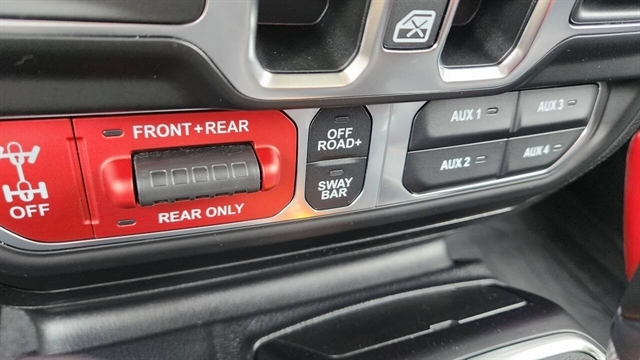 FRONT+REAR
OFF
REAR ONLY
OFF
ROAD+
SWAY
BAR
AUX 1
AUX 3
AUX 2
AUX 4